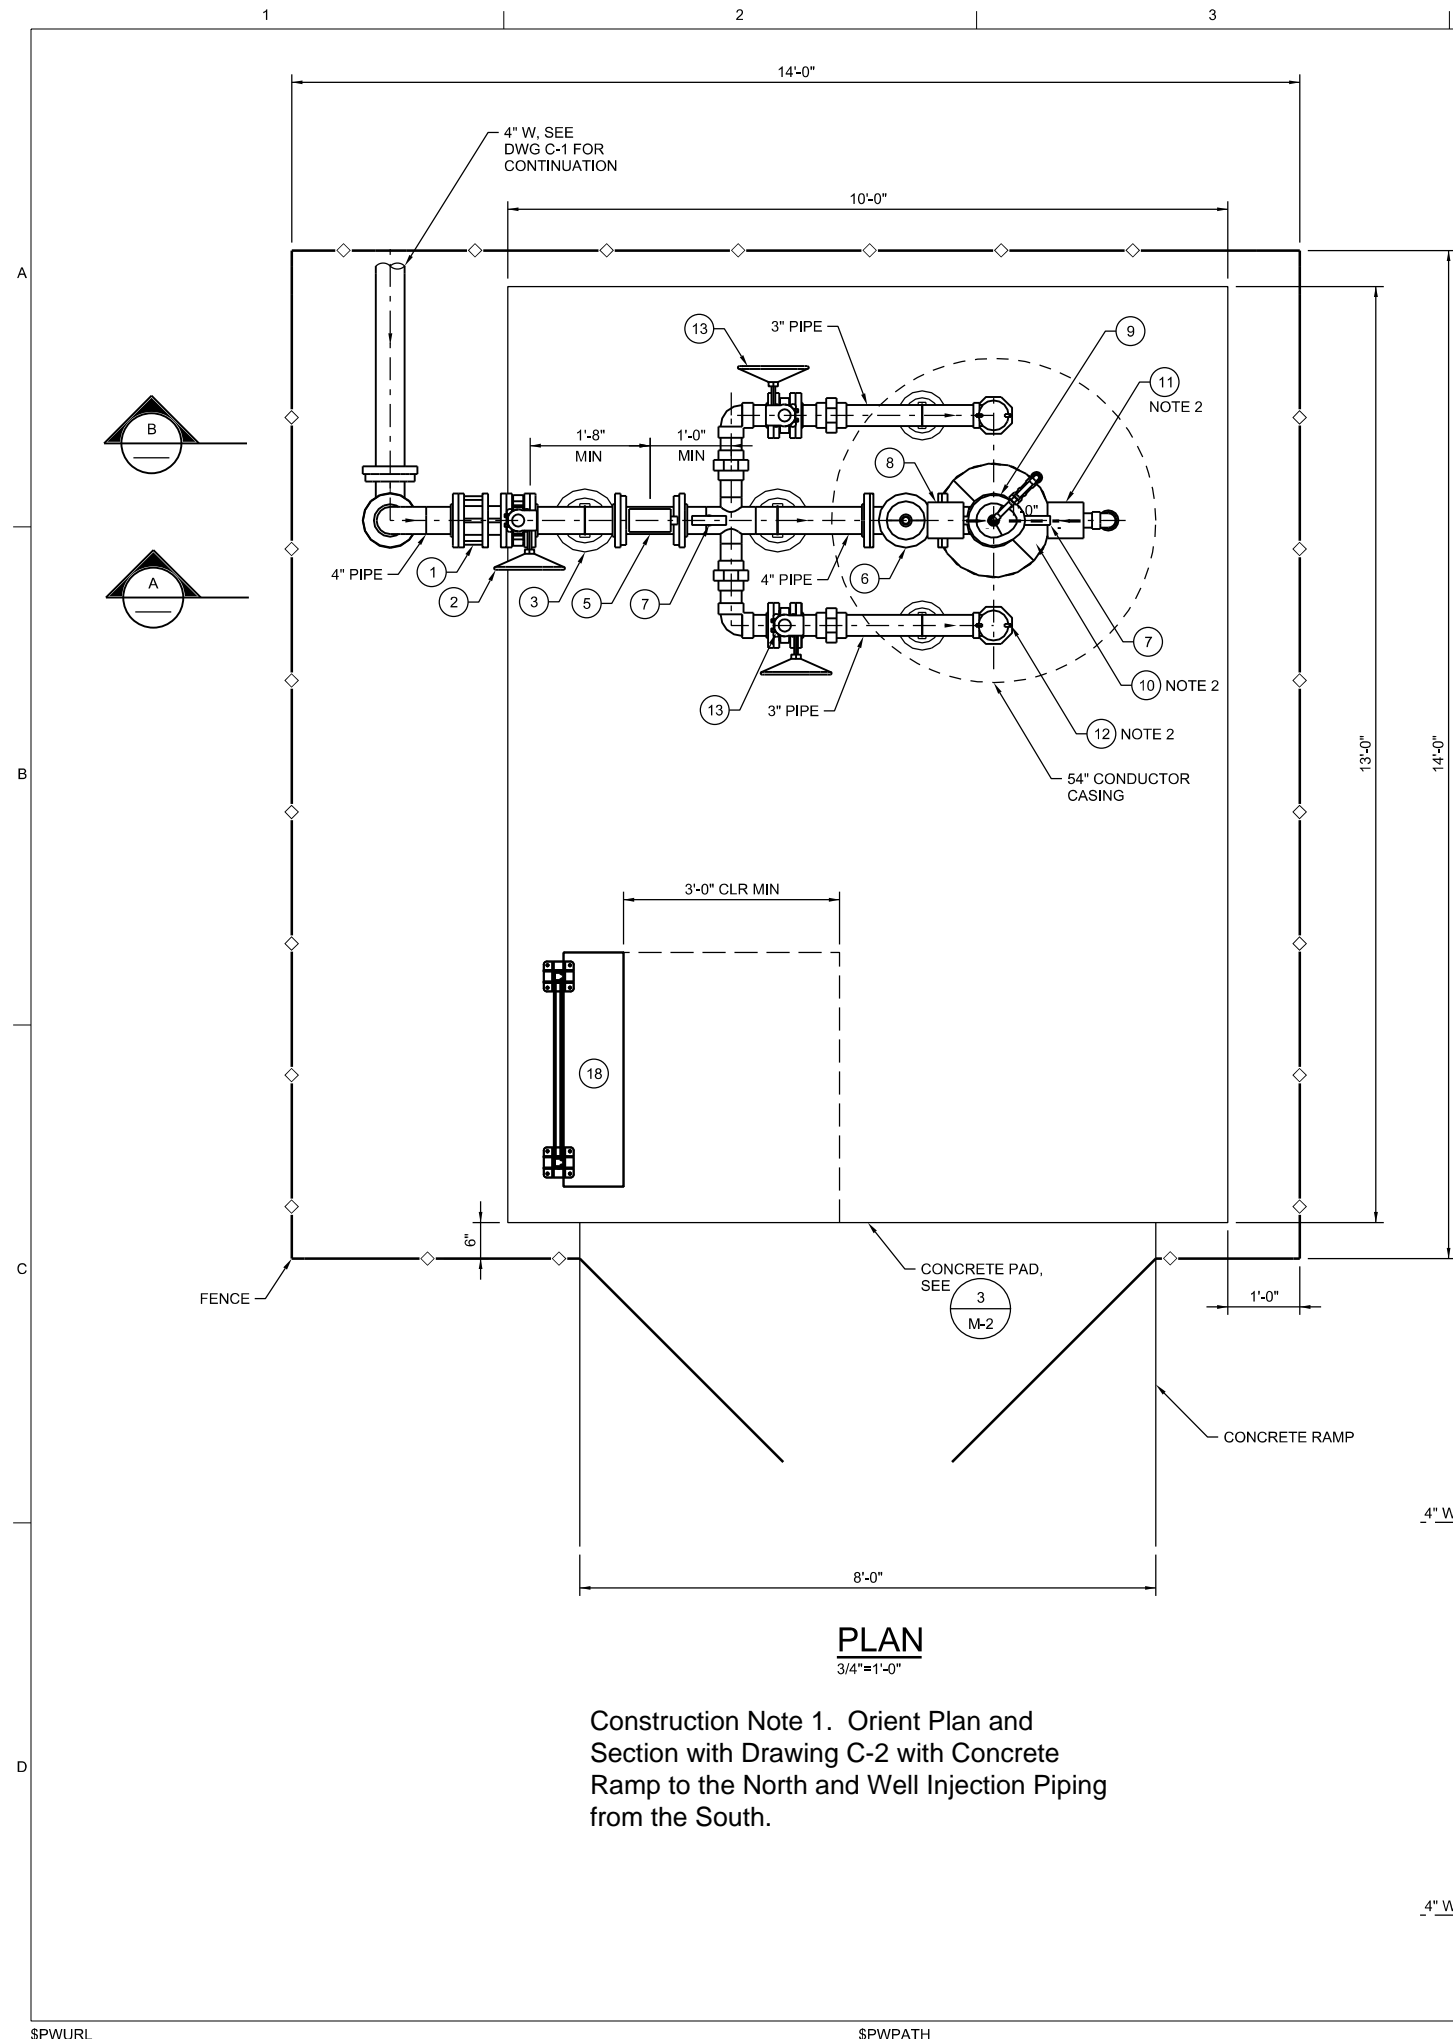 1 2 3
14'-0"
4" W, SEE
DWG C-1 FOR
CONTINUATION
10'-0"
A
13
3" PIPE
9
11
NOTE 2
B
1'-8"
MIN
1'-0"
MIN
8
4" PIPE
1
2
3
5
7
4" PIPE
6
A
7
10 NOTE 2
13
3" PIPE
12 NOTE 2
54" CONDUCTOR
CASING
13'-0"
14'-0"
B
3'-0" CLR MIN
18
6"
C
FENCE
CONCRETE PAD,
SEE
3
M-2
1'-0"
CONCRETE RAMP
4" W
8'-0"
PLAN
3/4"=1'-0"
Construction Note 1. Orient Plan and
Section with Drawing C-2 with Concrete
Ramp to the North and Well Injection Piping
from the South.
D
4" W
$PWURL $PWPATH